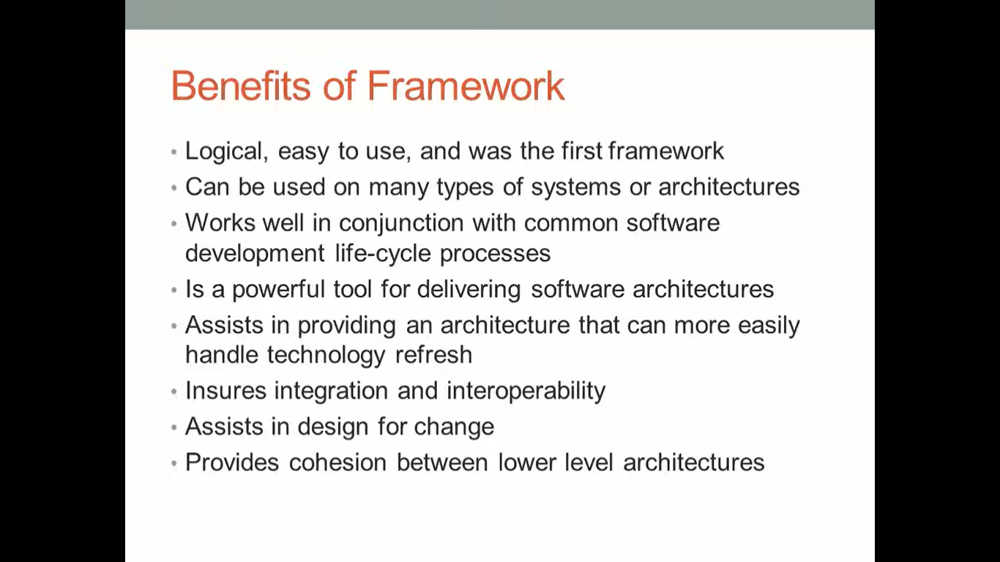 Benefits of Framework
• Logical, easy to use, and was the first framework
• Can be used on many types of systems or architectures
• Works well in conjunction with common software
development life-cycle processes
• Is a powerful tool for delivering software architectures
• Assists in providing an architecture that can more easily
handle technology refresh
• Insures integration and interoperability
• Assists in design for change
• Provides cohesion between lower level architectures